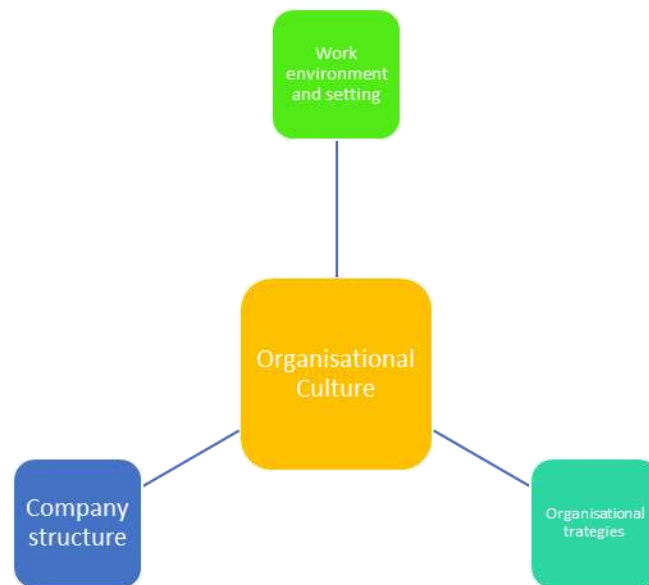 Work
environment
and setting
Organisational
Culture
Company
structure
Organisational
trategies